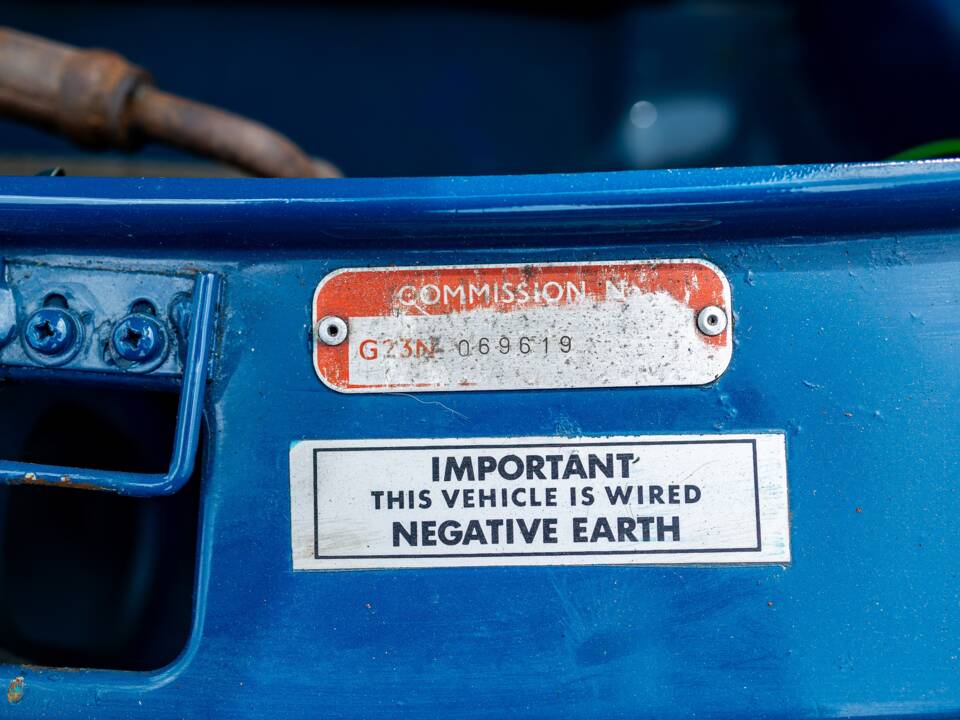 COMMISSION No
G23N 069619
IMPORTANT
THIS VEHICLE IS WIRED
NEGATIVE EARTH